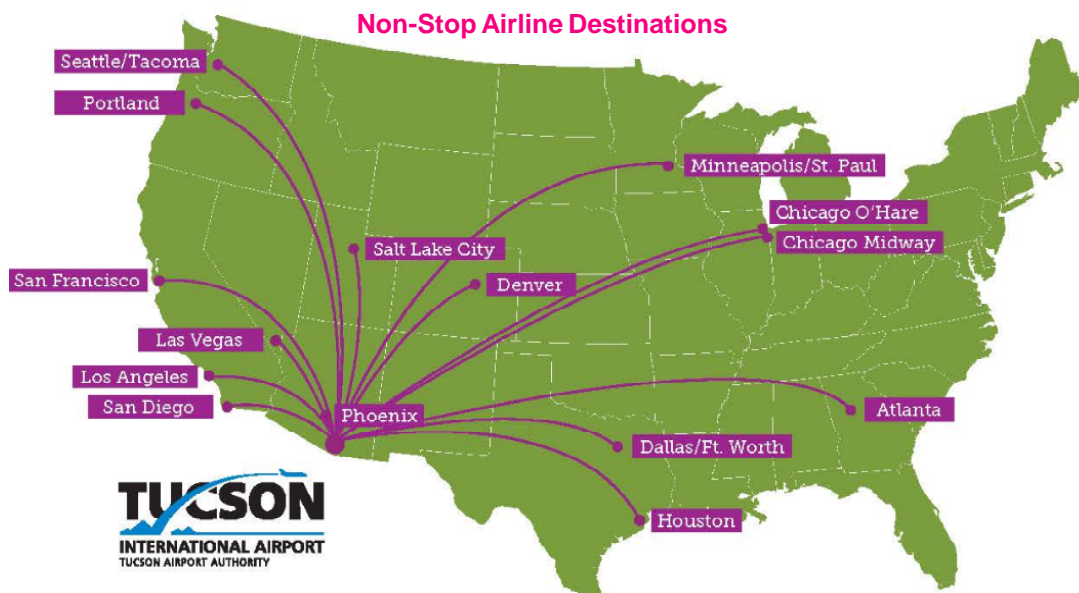 Non-Stop Airline Destinations
Seattle/Tacoma
Portland
Minneapolis/St. Paul
Chicago O'Hare
Chicago Midway
Salt Lake City
San Francisco
Denver
Las Vegas
Los Angeles
San Diego
Phoenix
Atlanta
Dallas/Ft. Worth
Houston
TUCSON
INTERNATIONAL AIRPORT
TUCSON AIRPORT AUTHORITY